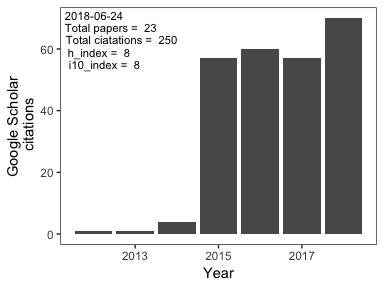 2018-06-24
Total papers = 23
Total ciatations = 250
h_index = 8
i10_index = 8
60
40
20
0
Google Scholar
citations
2013
2015
2017
Year